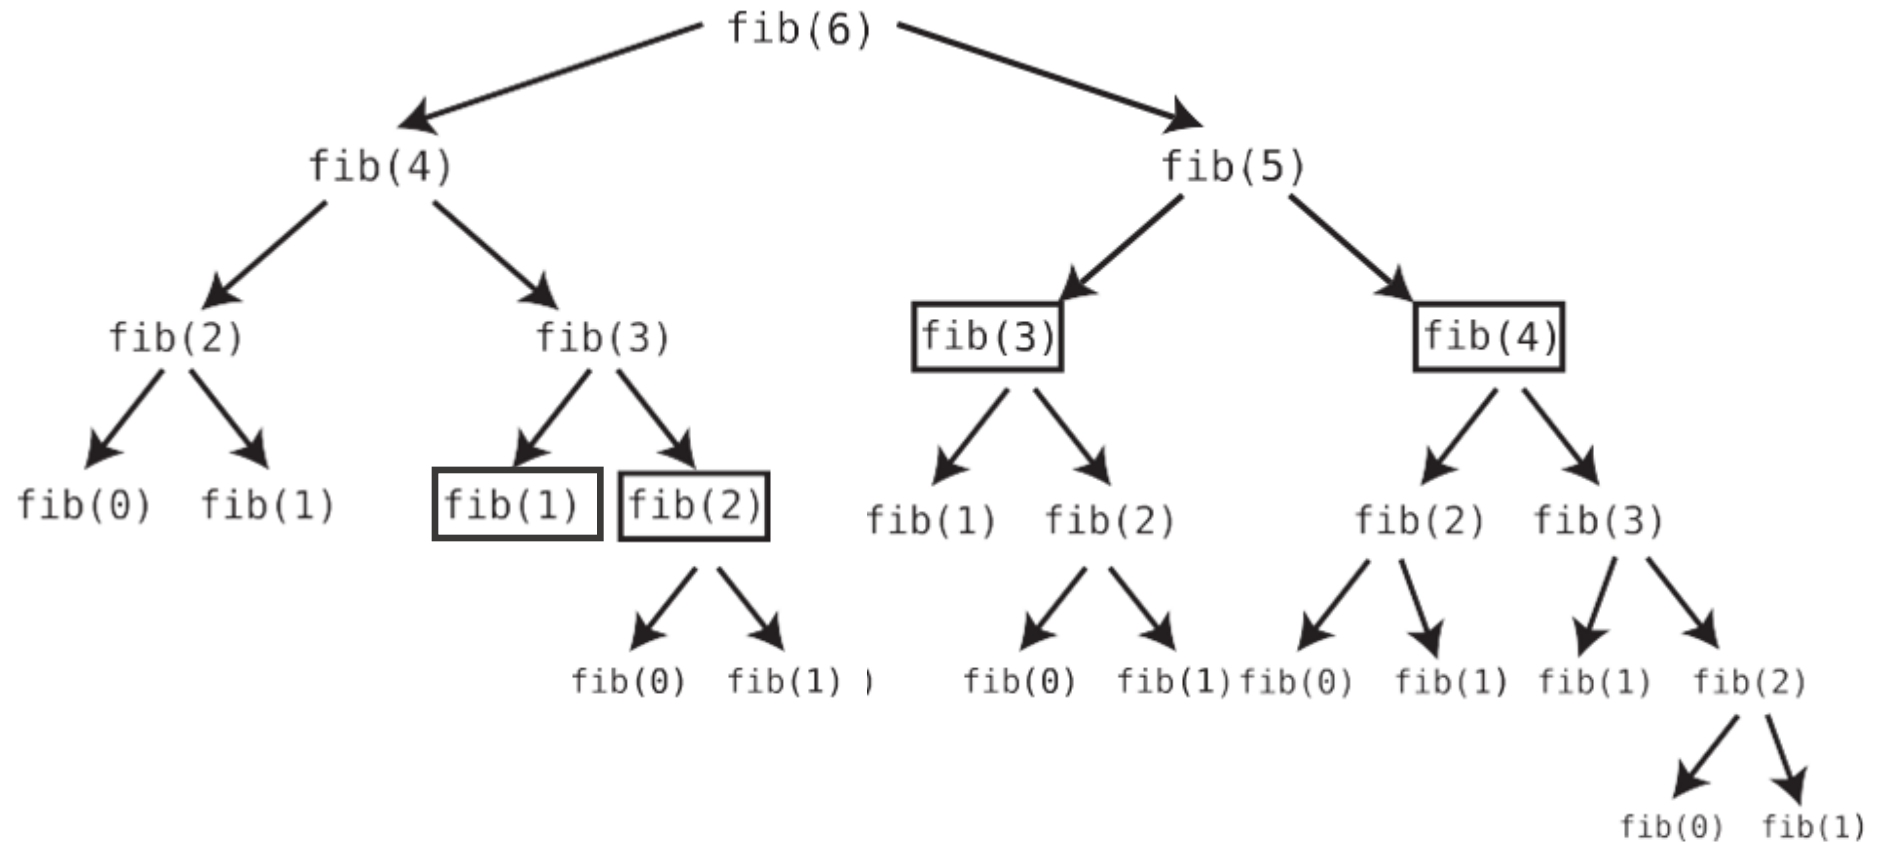 fib(6)
fib(4) fib(5)
fib(2) fib(3) fib(3) fib(4)
fib(0) fib(1) fib(1) fib(2) fib(1) fib(2) fib(2) fib(3)
fib(0) fib(1) ) fib(0) fib(1) fib(0) fib(1) fib(1) fib(2)
fib(0) fib(1)